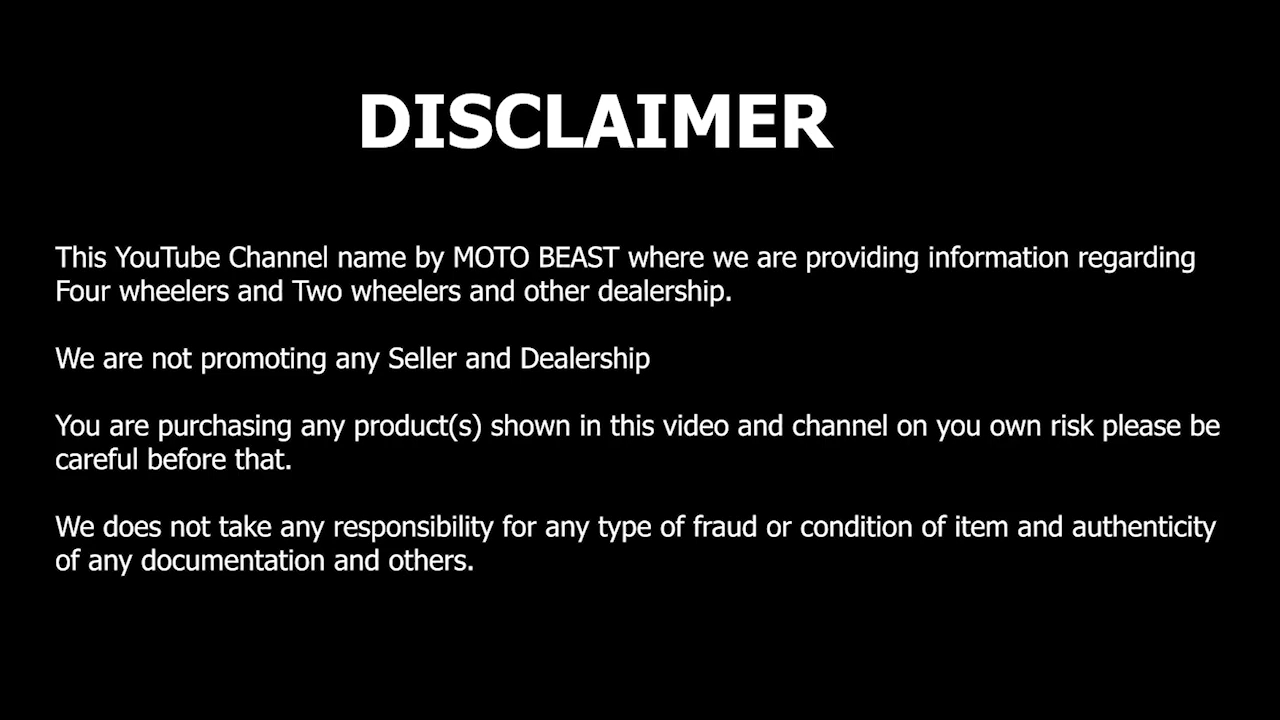 DISCLAIMER
This YouTube Channel name by MOTO BEAST where we are providing information regarding
Four wheelers and Two wheelers and other dealership.
We are not promoting any Seller and Dealership
You are purchasing any product(s) shown in this video and channel on you own risk please be
careful before that.
We does not take any responsibility for any type of fraud or condition of item and authenticity
of any documentation and others.